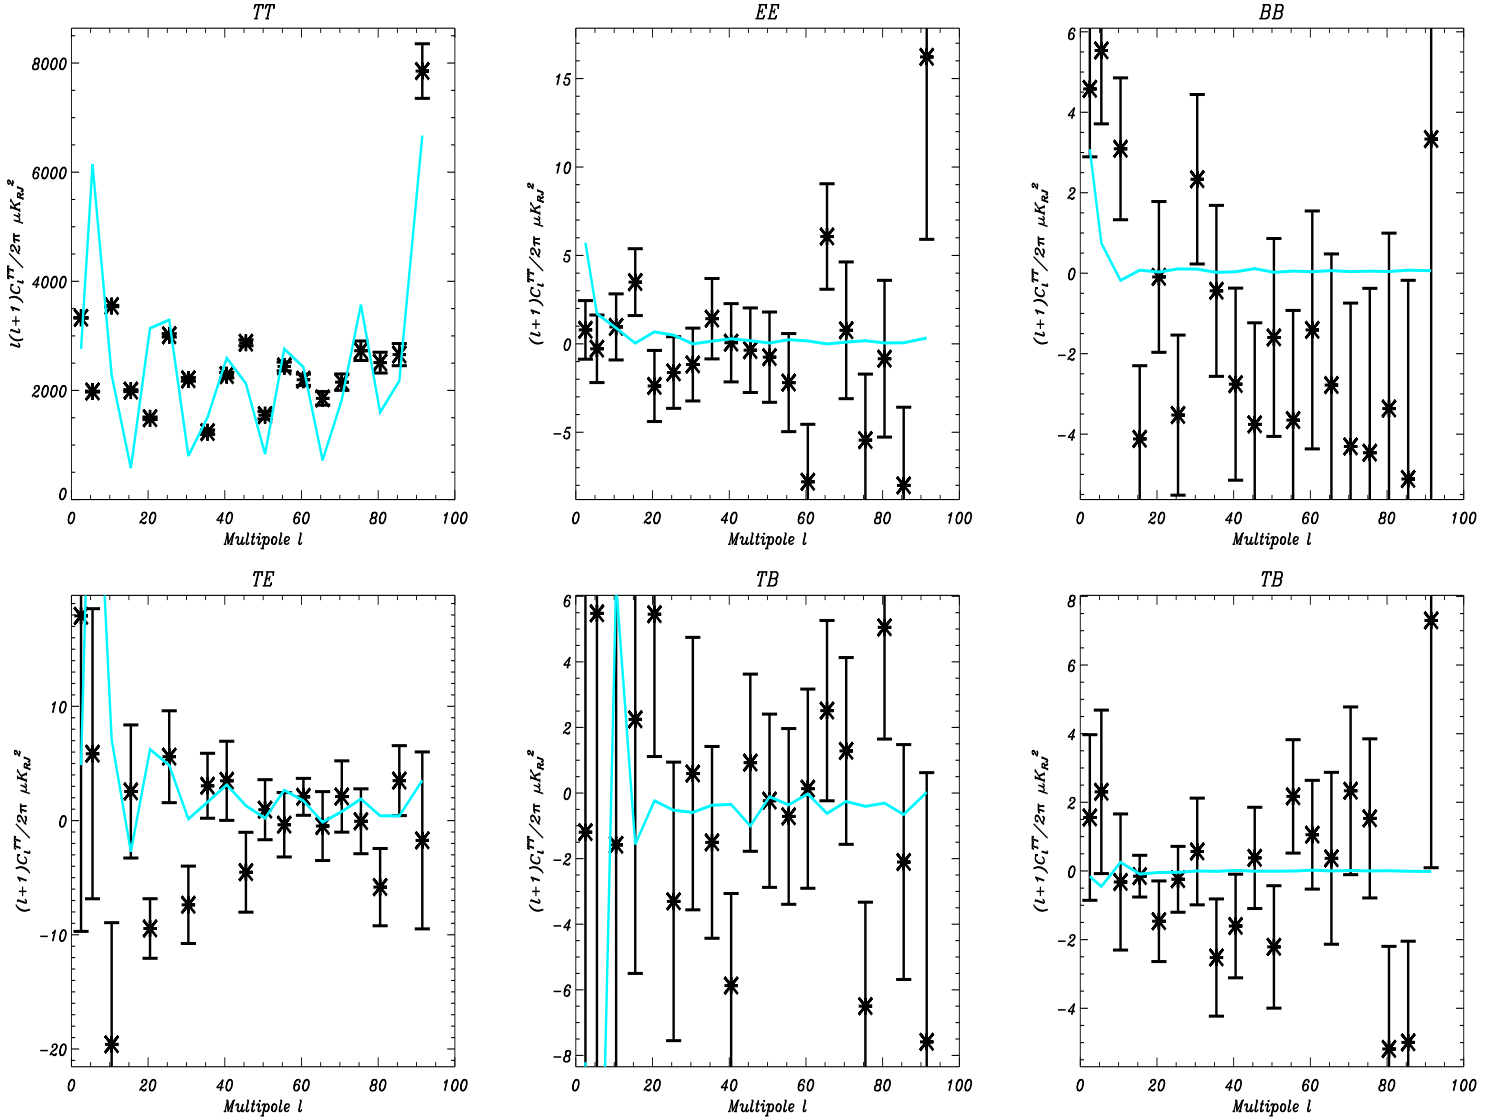 TT
l(l+1)C_l^TT/2π μK_RJ^2
8000
6000
4000
2000
0
0 20 40 60 80 100
Multipole l
EE
(l+1)C_l^TT/2π μK_RJ^2
15
10
5
0
-5
0 20 40 60 80 100
Multipole l
BB
(l+1)C_l^TT/2π μK_RJ^2
6
4
2
0
-2
-4
0 20 40 60 80 100
Multipole l
TE
(l+1)C_l^TT/2π μK_RJ^2
10
0
-10
-20
0 20 40 60 80 100
Multipole l
TB
(l+1)C_l^TT/2π μK_RJ^2
6
4
2
0
-2
-4
-6
-8
0 20 40 60 80 100
Multipole l
TB
(l+1)C_l^TT/2π μK_RJ^2
8
6
4
2
0
-2
-4
0 20 40 60 80 100
Multipole l